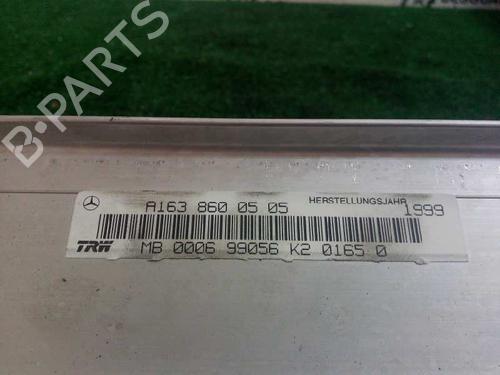 B-PARTS
A163 860 05 05 HERSTELLUNGSJAHR 1999
TRW MB 0006 99056 K2 0165 0